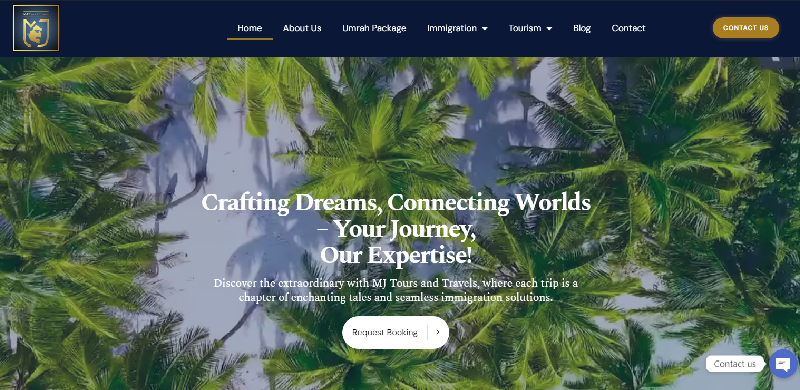 MJ
Home
About Us
Umrah Package
Immigration
Tourism
Blog
Contact
CONTACT US
Crafting Dreams, Connecting Worlds
– Your Journey,
Our Expertise!
Discover the extraordinary with MJ Tours and Travels, where each trip is a
chapter of enchanting tales and seamless immigration solutions.
Request Booking
Contact us